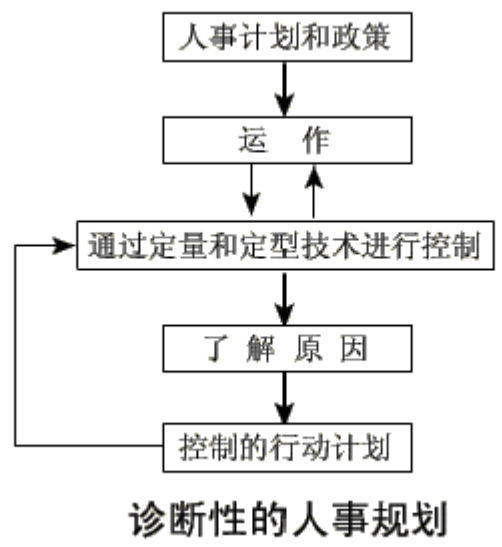 人事计划和政策
运 作
通过定量和定型技术进行控制
了 解 原 因
控制的行动计划
诊断性的人事规划